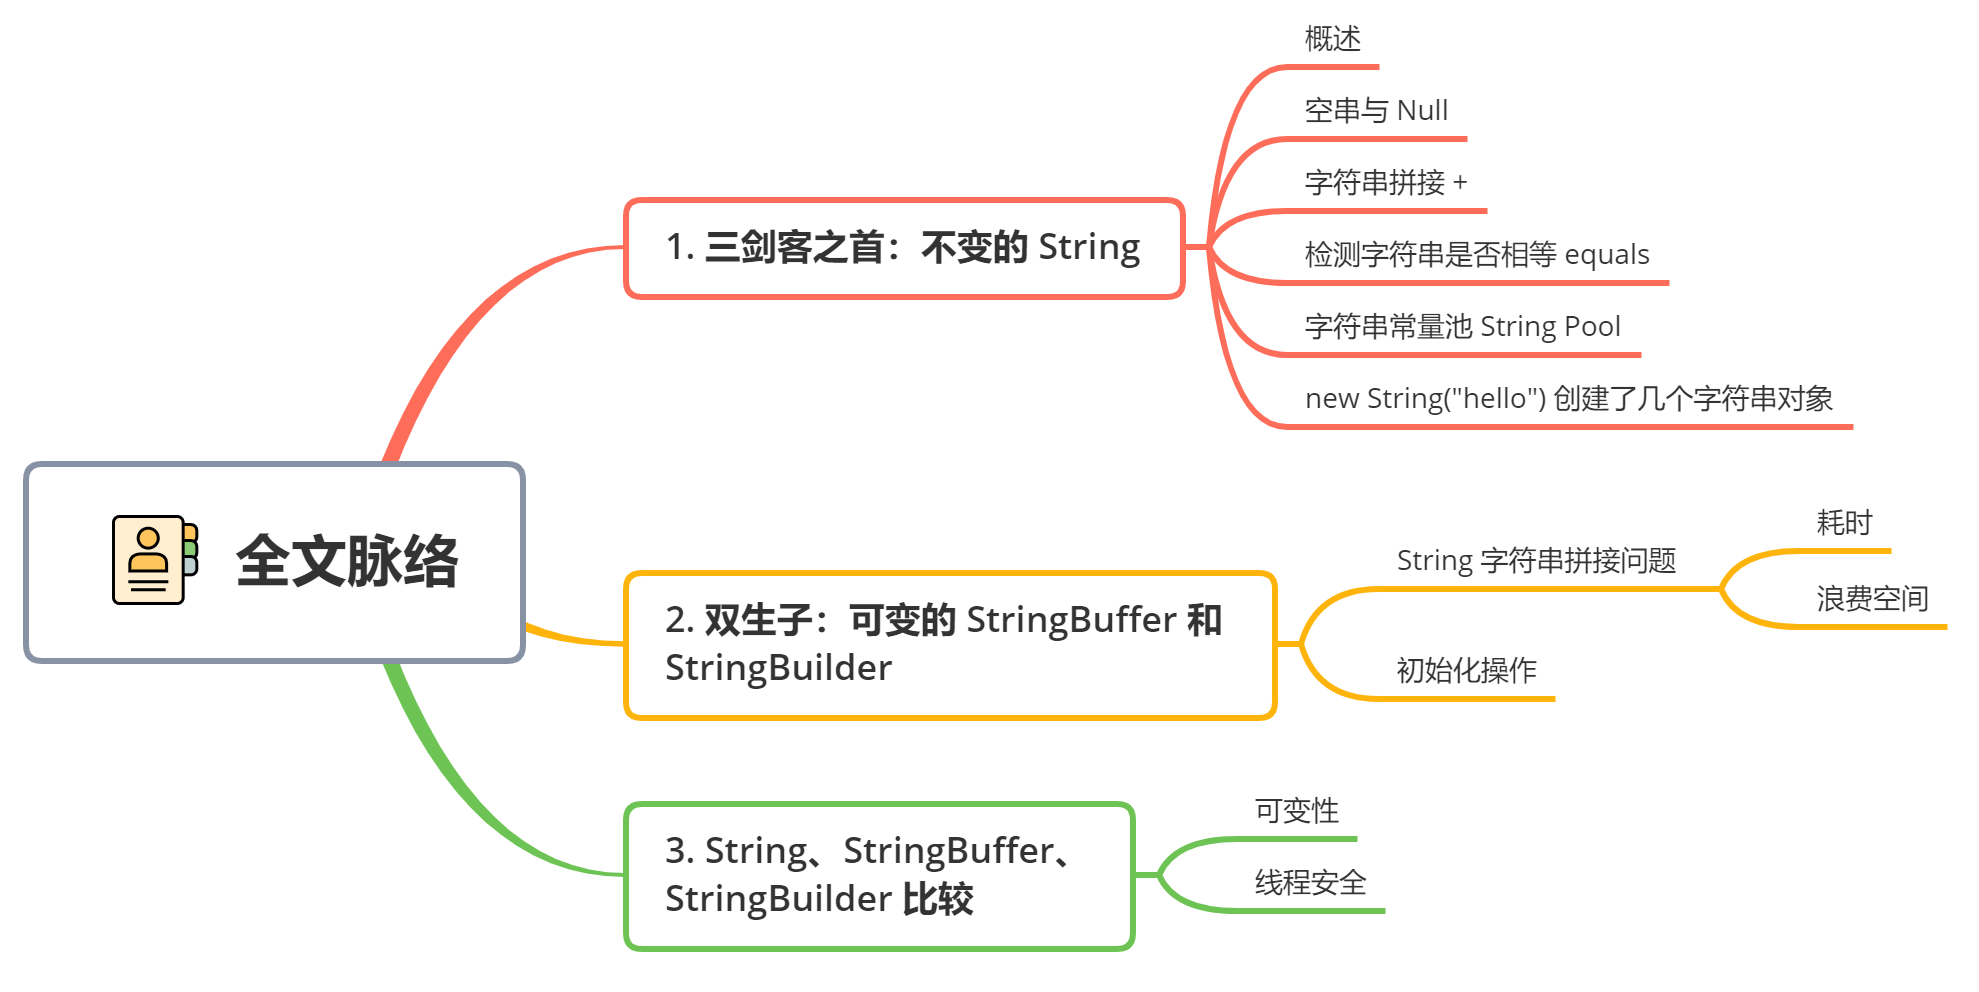 全文脉络
1. 三剑客之首：不变的 String
概述
空串与 Null
字符串拼接 +
检测字符串是否相等 equals
字符串常量池 String Pool
new String("hello") 创建了几个字符串对象
2. 双生子：可变的 StringBuffer 和
StringBuilder
String 字符串拼接问题
耗时
浪费空间
初始化操作
3. String、StringBuffer、
StringBuilder 比较
可变性
线程安全